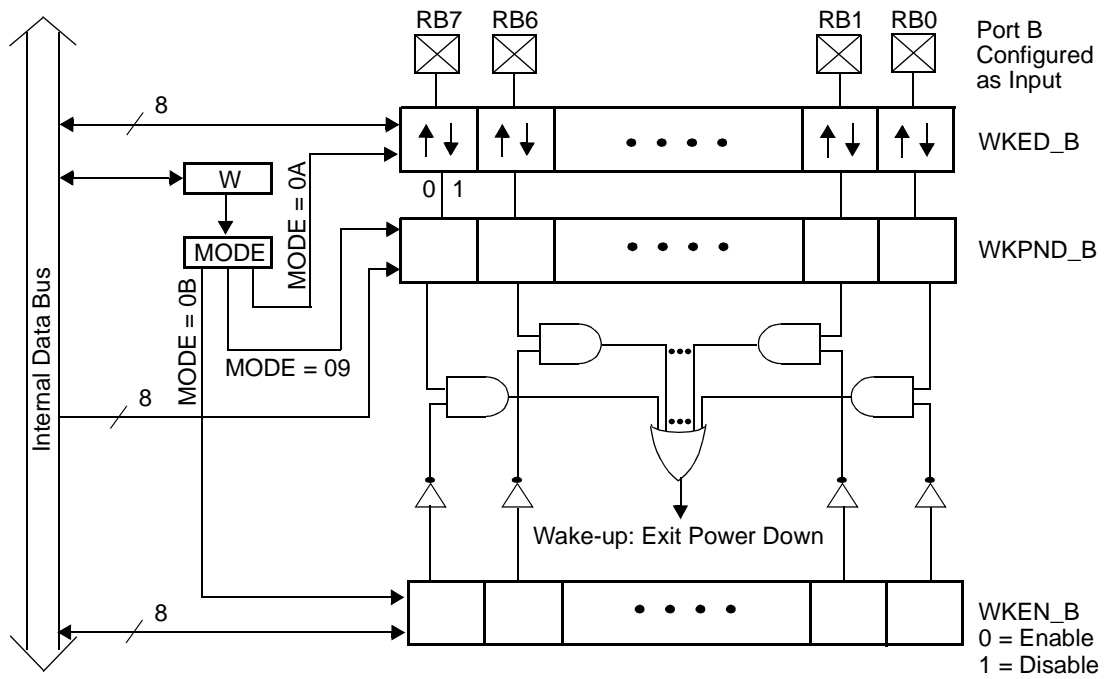 RB7 RB6 RB1 RB0
Port B
Configured
as Input
8
WKED_B
W
0 1
MODE = 0A
MODE
WKPND_B
MODE = 0B
MODE = 09
Internal Data Bus
8
Wake-up: Exit Power Down
8
WKEN_B
0 = Enable
1 = Disable